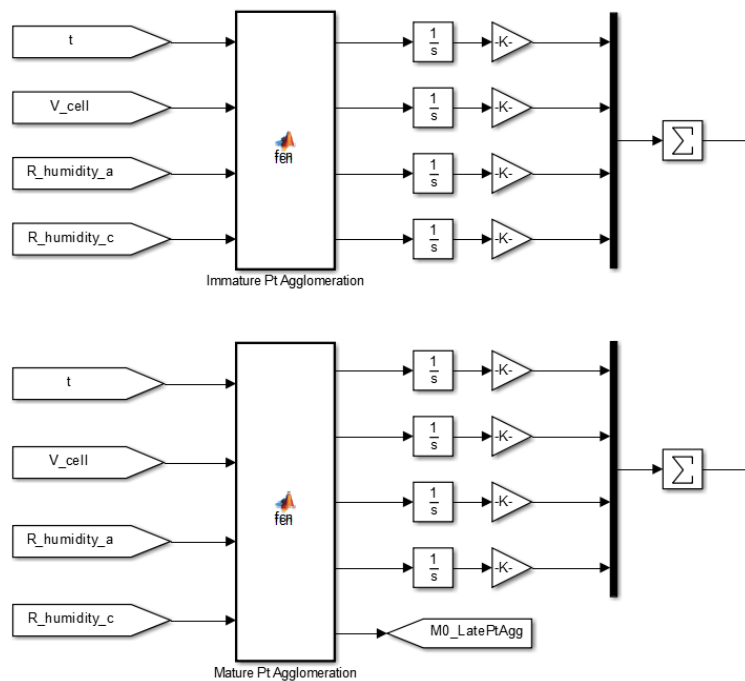 t
1
s
-K-
V_cell
1
s
-K-
fcn
Σ
R_humidity_a
1
s
-K-
R_humidity_c
1
s
-K-
Immature Pt Agglomeration
t
1
s
-K-
V_cell
1
s
-K-
Σ
fcn
R_humidity_a
1
s
-K-
1
s
-K-
R_humidity_c
M0_LatePtAgg
Mature Pt Agglomeration